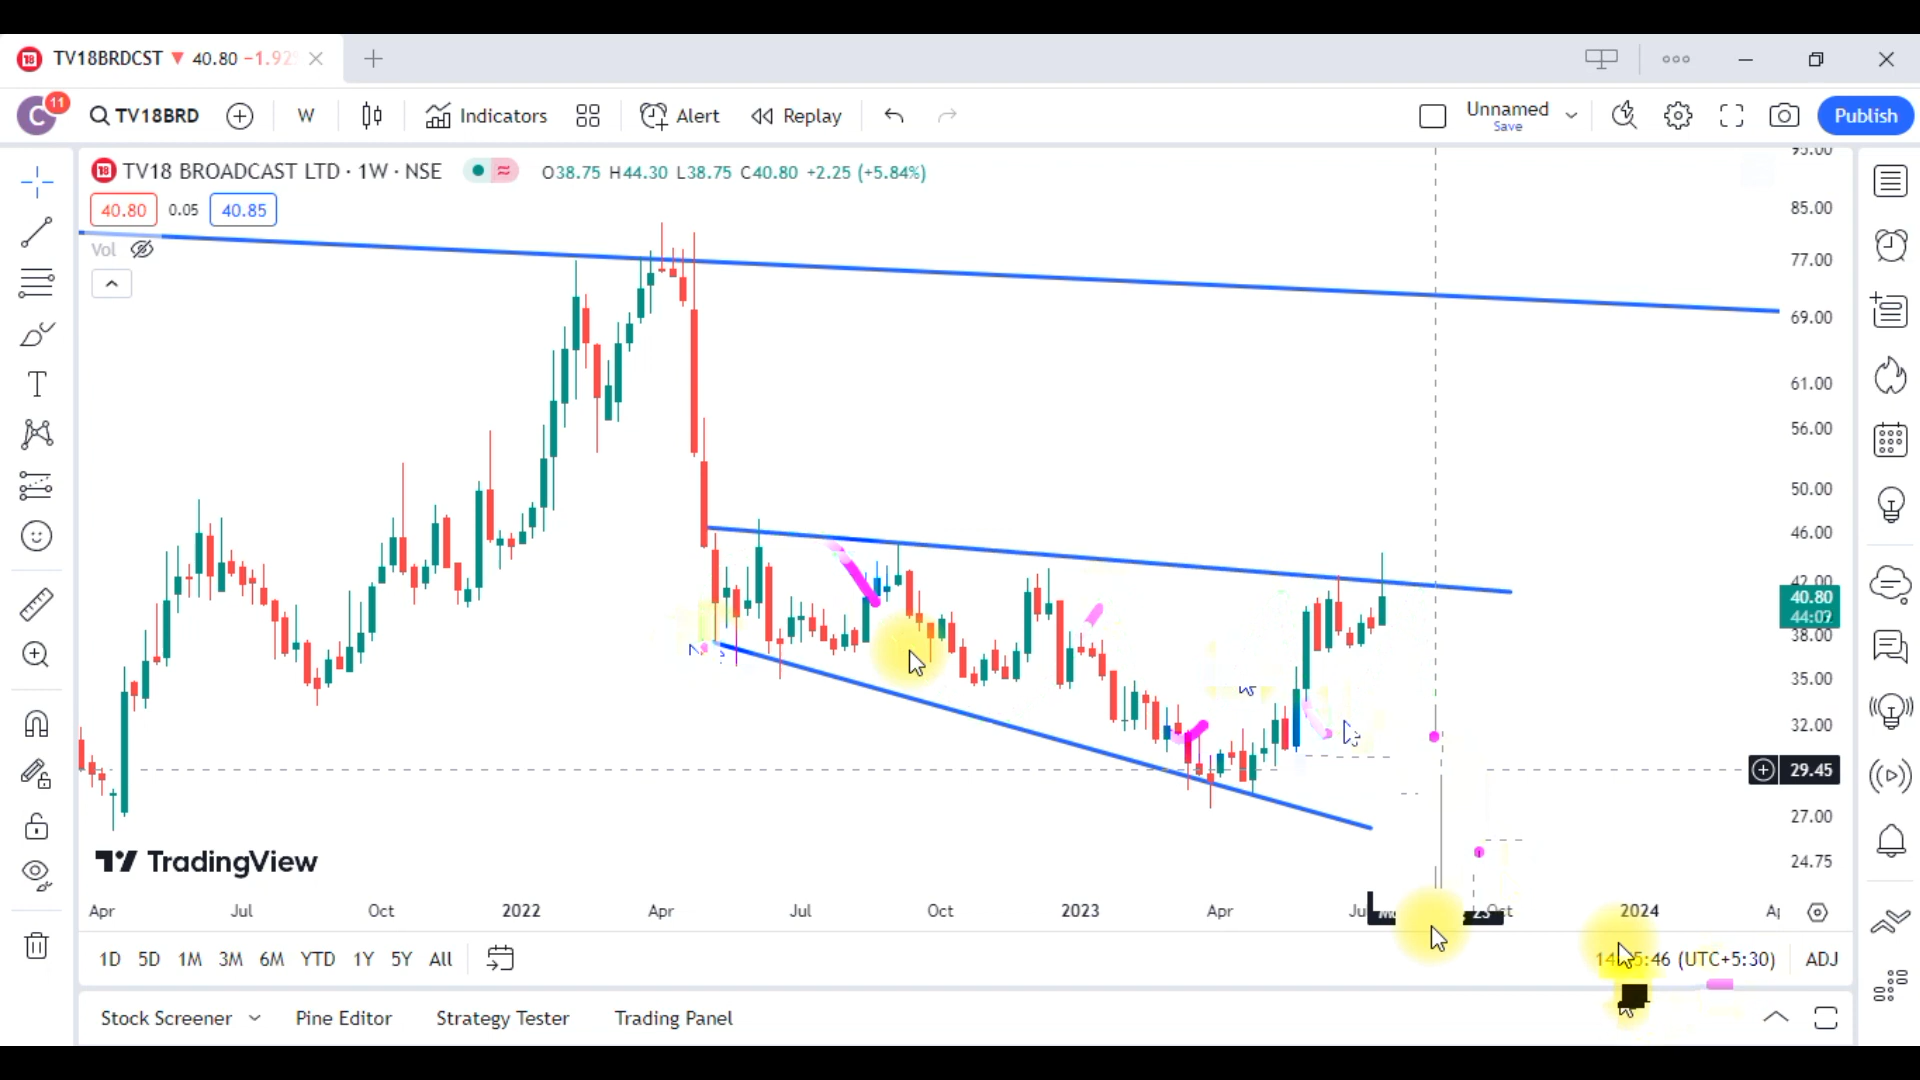 18 TV18BRDCST ▼ 40.80 −1.92
C 11 TV18BRD W Indicators Alert Replay Unnamed Save Publish
18 TV18 BROADCAST LTD · 1W · NSE O38.75 H44.30 L38.75 C40.80 +2.25 (+5.84%)
40.80 0.05 40.85
Vol
85.00
77.00
69.00
61.00
56.00
50.00
46.00
42.00
40.80
38.00
35.00
32.00
29.45
27.00
24.75
TradingView
Apr Jul Oct 2022 Apr Jul Oct 2023 Apr 2024
1D 5D 1M 3M 6M YTD 1Y 5Y All (UTC+5:30) ADJ
Stock Screener Pine Editor Strategy Tester Trading Panel